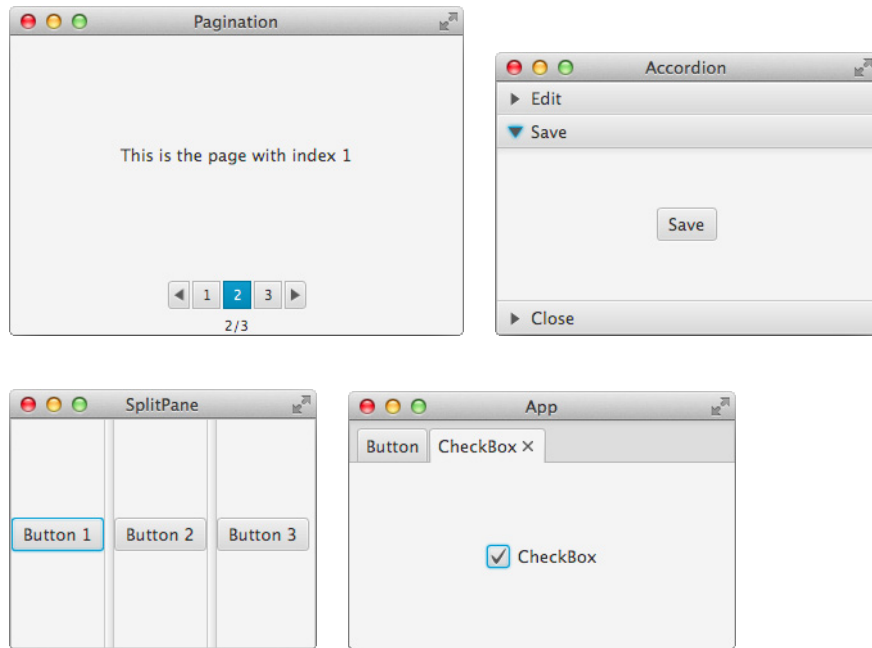 Pagination
This is the page with index 1
1 2 3
2/3
Accordion
Edit
Save
Save
Close
SplitPane
Button 1 Button 2 Button 3
App
Button CheckBox
CheckBox